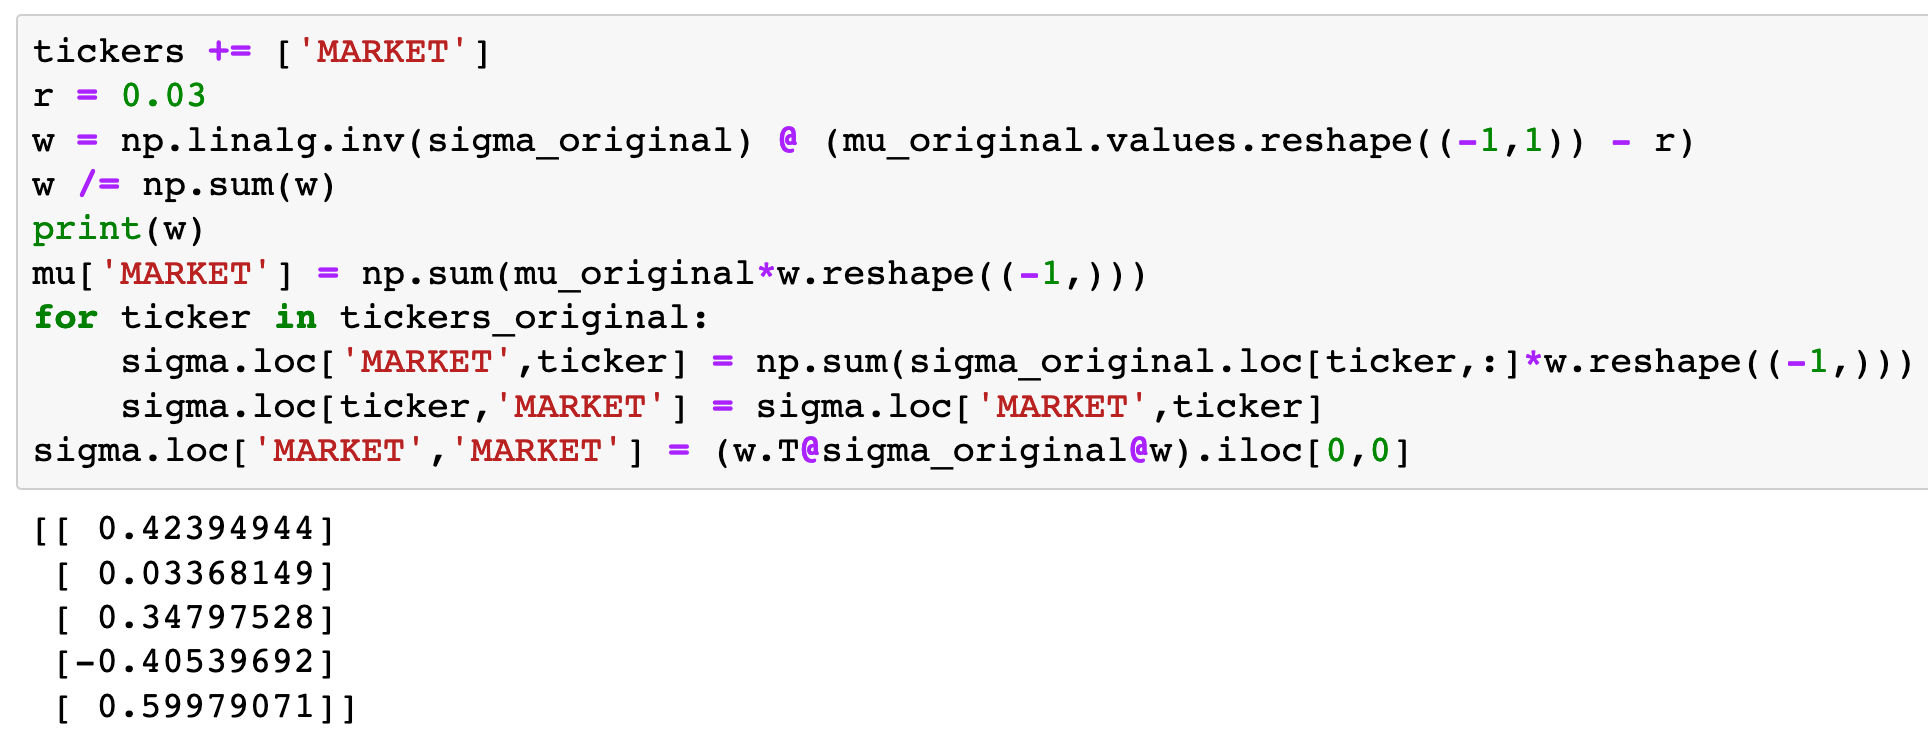 tickers += ['MARKET']
r = 0.03
w = np.linalg.inv(sigma_original) @ (mu_original.values.reshape((-1,1)) - r)
w /= np.sum(w)
print(w)
mu['MARKET'] = np.sum(mu_original*w.reshape((-1,)))
for ticker in tickers_original:
    sigma.loc['MARKET',ticker] = np.sum(sigma_original.loc[ticker,:]*w.reshape((-1,)))
    sigma.loc[ticker,'MARKET'] = sigma.loc['MARKET',ticker]
sigma.loc['MARKET','MARKET'] = (w.T@sigma_original@w).iloc[0,0]
[[ 0.42394944]
 [ 0.03368149]
 [ 0.34797528]
 [-0.40539692]
 [ 0.59979071]]